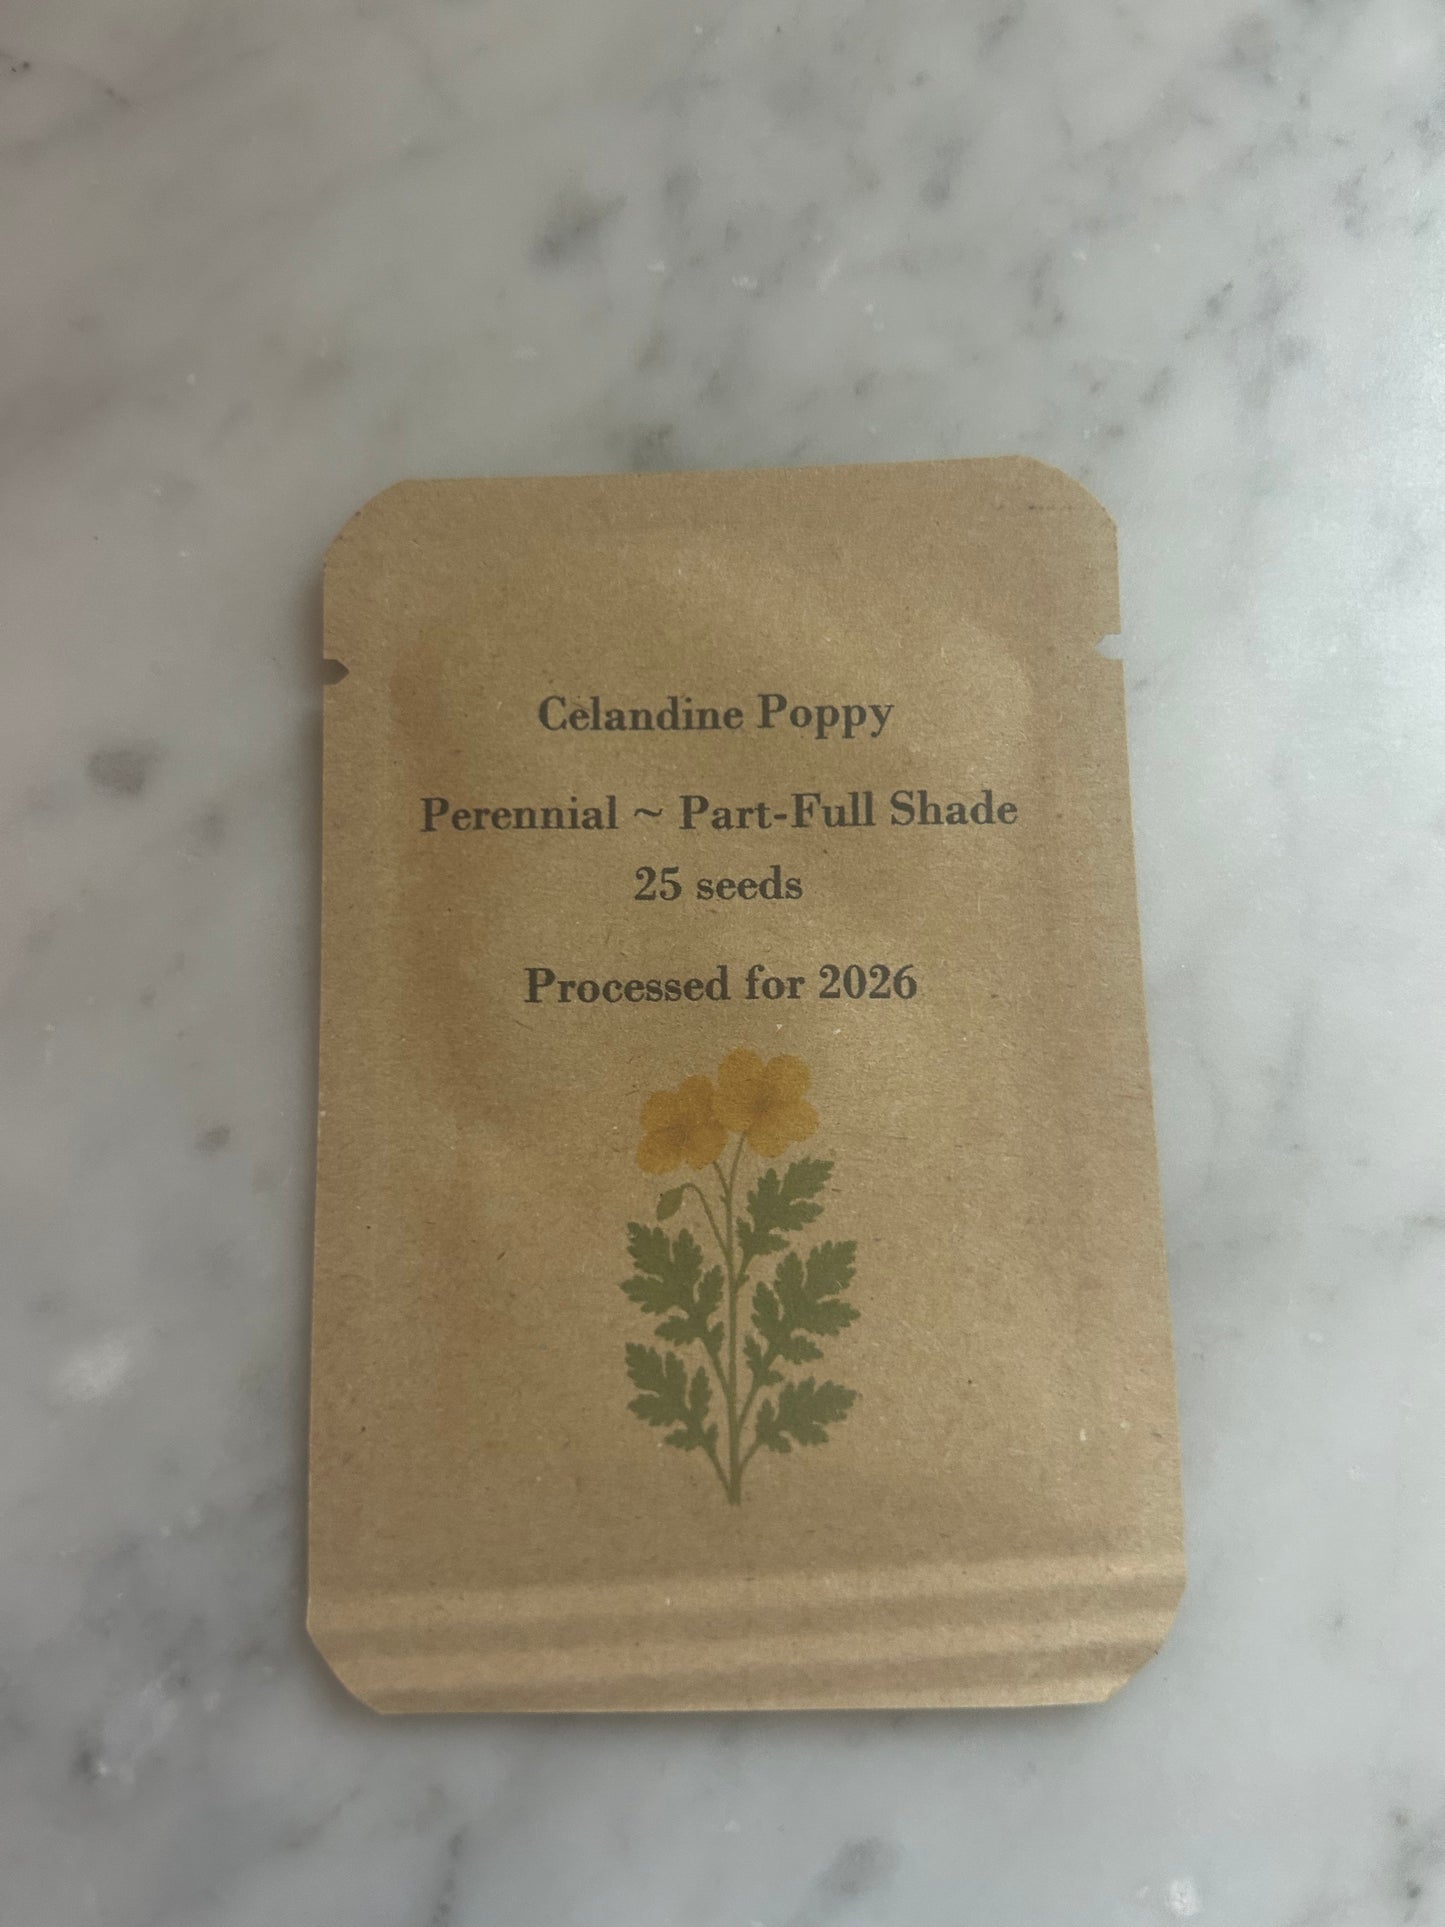 Celandine Poppy
Perennial ~ Part-Full Shade
25 seeds
Processed for 2026